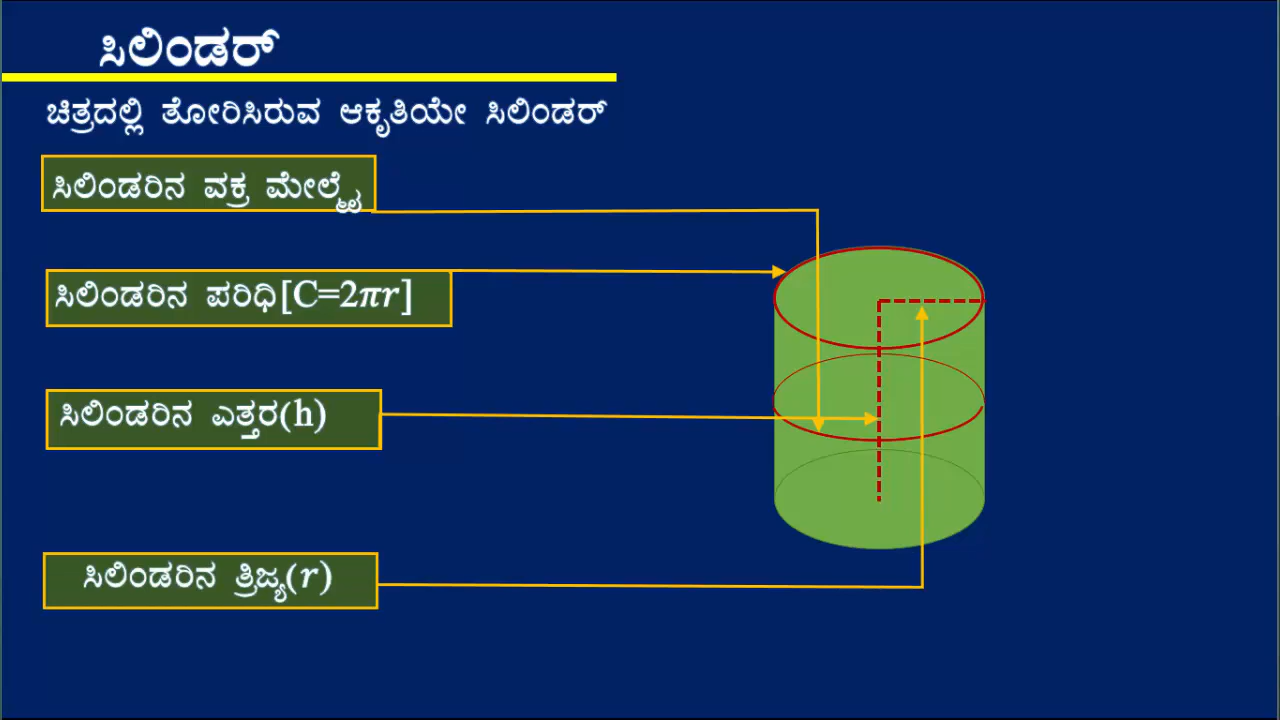 ಸಿಲಿಂಡರ್
ಚಿತ್ರದಲ್ಲಿ ತೋರಿಸಿರುವ ಆಕೃತಿಯೇ ಸಿಲಿಂಡರ್
ಸಿಲಿಂಡರಿನ ವಕ್ರ ಮೇಲ್ಮೈ
ಸಿಲಿಂಡರಿನ ಪರಿಧಿ[C=2πr]
ಸಿಲಿಂಡರಿನ ಎತ್ತರ(h)
ಸಿಲಿಂಡರಿನ ತ್ರಿಜ್ಯ(r)